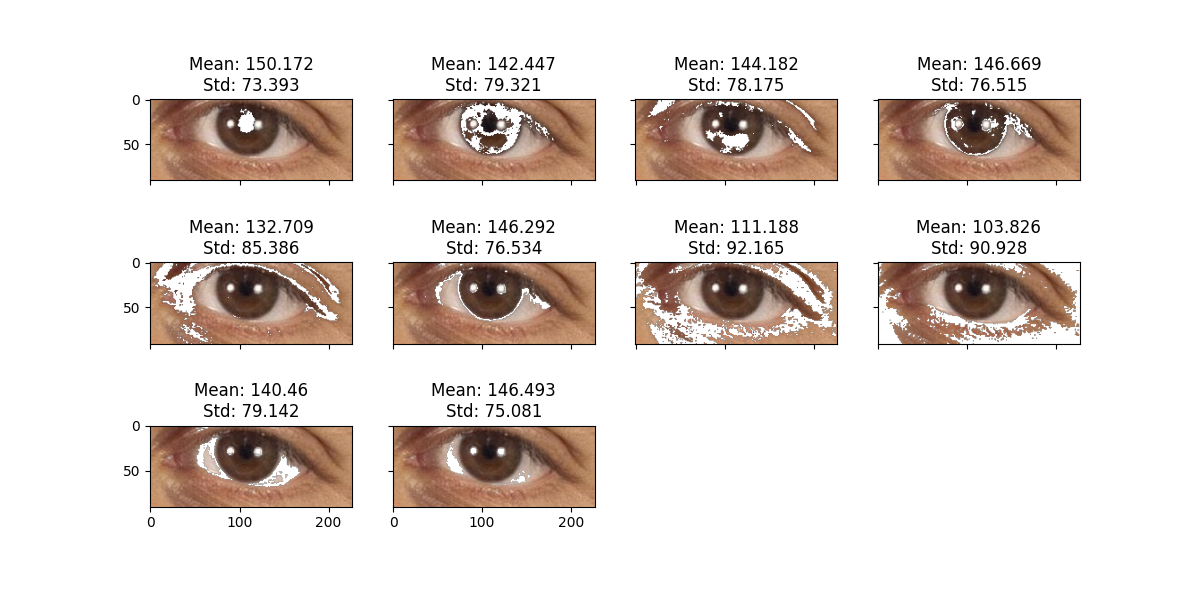 Mean: 150.172
Std: 73.393
Mean: 142.447
Std: 79.321
Mean: 144.182
Std: 78.175
Mean: 146.669
Std: 76.515
0
50
Mean: 132.709
Std: 85.386
Mean: 146.292
Std: 76.534
Mean: 111.188
Std: 92.165
Mean: 103.826
Std: 90.928
0
50
Mean: 140.46
Std: 79.142
Mean: 146.493
Std: 75.081
0
50
0 100 200
0 100 200